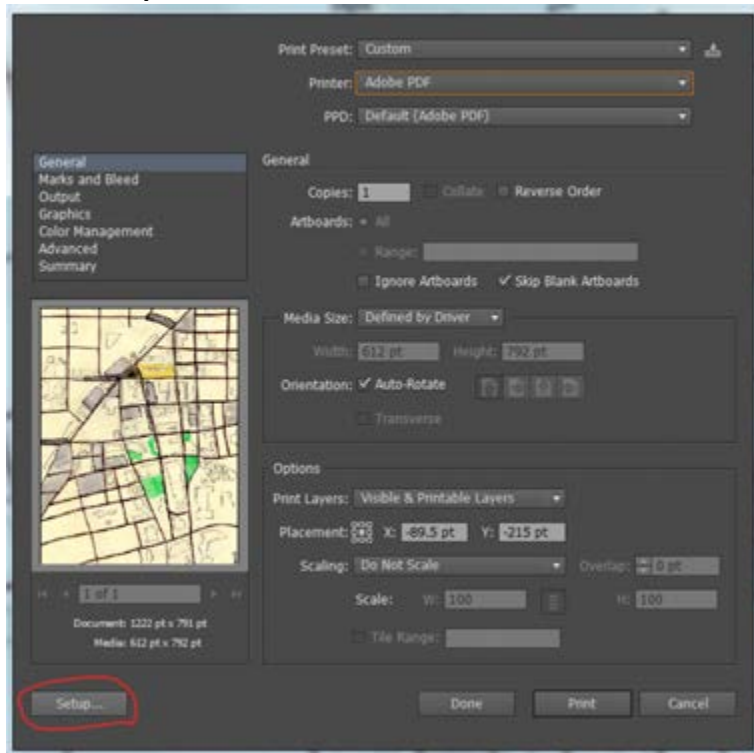 Print Preset: Custom
Printer: Adobe PDF
PPD: Default (Adobe PDF)
General
Marks and Bleed
Output
Graphics
Color Management
Advanced
Summary
General
Copies: 1 Collate Reverse Order
Artboards: All
Range:
Ignore Artboards Skip Blank Artboards
Media Size: Defined by Driver
Width: 612 pt Height: 792 pt
Orientation: Auto-Rotate
Transverse
Options
Print Layers: Visible & Printable Layers
Placement: X: -89.5 pt Y: -215 pt
Scaling: Do Not Scale Overlap: 0 pt
Scale: W: 100 H: 100
Tile Range:
1 of 1
Document: 1222 pt x 791 pt
Media: 612 pt x 792 pt
Setup... Done Print Cancel